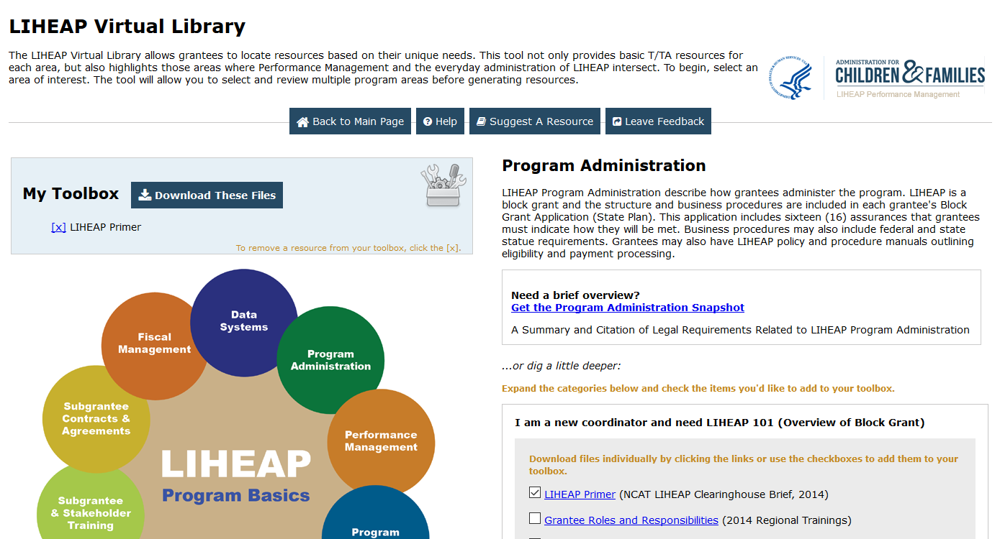 LIHEAP Virtual Library
The LIHEAP Virtual Library allows grantees to locate resources based on their unique needs. This tool not only provides basic T/TA resources for
each area, but also highlights those areas where Performance Management and the everyday administration of LIHEAP intersect. To begin, select an
area of interest. The tool will allow you to select and review multiple program areas before generating resources.
ADMINISTRATION FOR
CHILDREN & FAMILIES
LIHEAP Performance Management
Back to Main Page
Help
Suggest A Resource
Leave Feedback
My Toolbox
Download These Files
[x] LIHEAP Primer
To remove a resource from your toolbox, click the [x].
Data
Systems
Fiscal
Management
Program
Administration
Subgrantee
Contracts &
Agreements
Performance
Management
LIHEAP
Program Basics
Subgrantee
& Stakeholder
Training
Program
Program Administration
LIHEAP Program Administration describe how grantees administer the program. LIHEAP is a
block grant and the structure and business procedures are included in each grantee's Block
Grant Application (State Plan). This application includes sixteen (16) assurances that grantees
must indicate how they will be met. Business procedures may also include federal and state
statue requirements. Grantees may also have LIHEAP policy and procedure manuals outlining
eligibility and payment processing.
Need a brief overview?
Get the Program Administration Snapshot
A Summary and Citation of Legal Requirements Related to LIHEAP Program Administration
...or dig a little deeper:
Expand the categories below and check the items you'd like to add to your toolbox.
I am a new coordinator and need LIHEAP 101 (Overview of Block Grant)
Download files individually by clicking the links or use the checkboxes to add them to your
toolbox.
LIHEAP Primer (NCAT LIHEAP Clearinghouse Brief, 2014)
Grantee Roles and Responsibilities (2014 Regional Trainings)